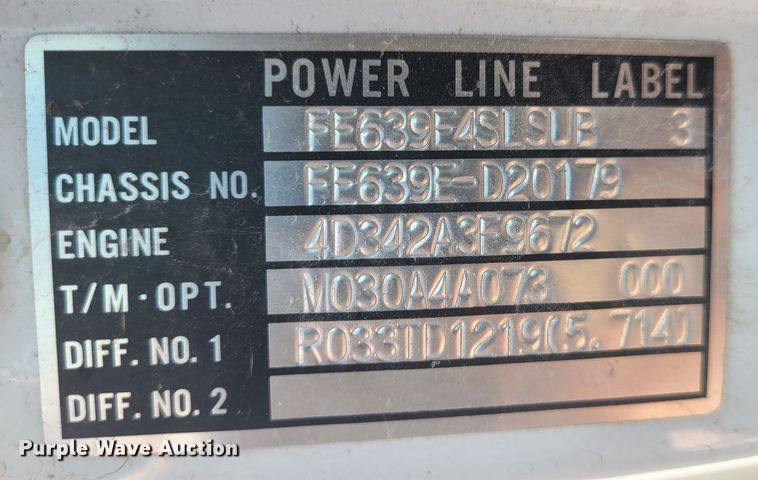 POWER LINE LABEL
MODEL FE639E4SLSUB 3
CHASSIS NO. FE639E-D20179
ENGINE 4D342A3F9672
T/M-OPT. M030A4A073 000
DIFF. NO. 1 R033TD1219(5.714)
DIFF. NO. 2
Purple Wave Auction